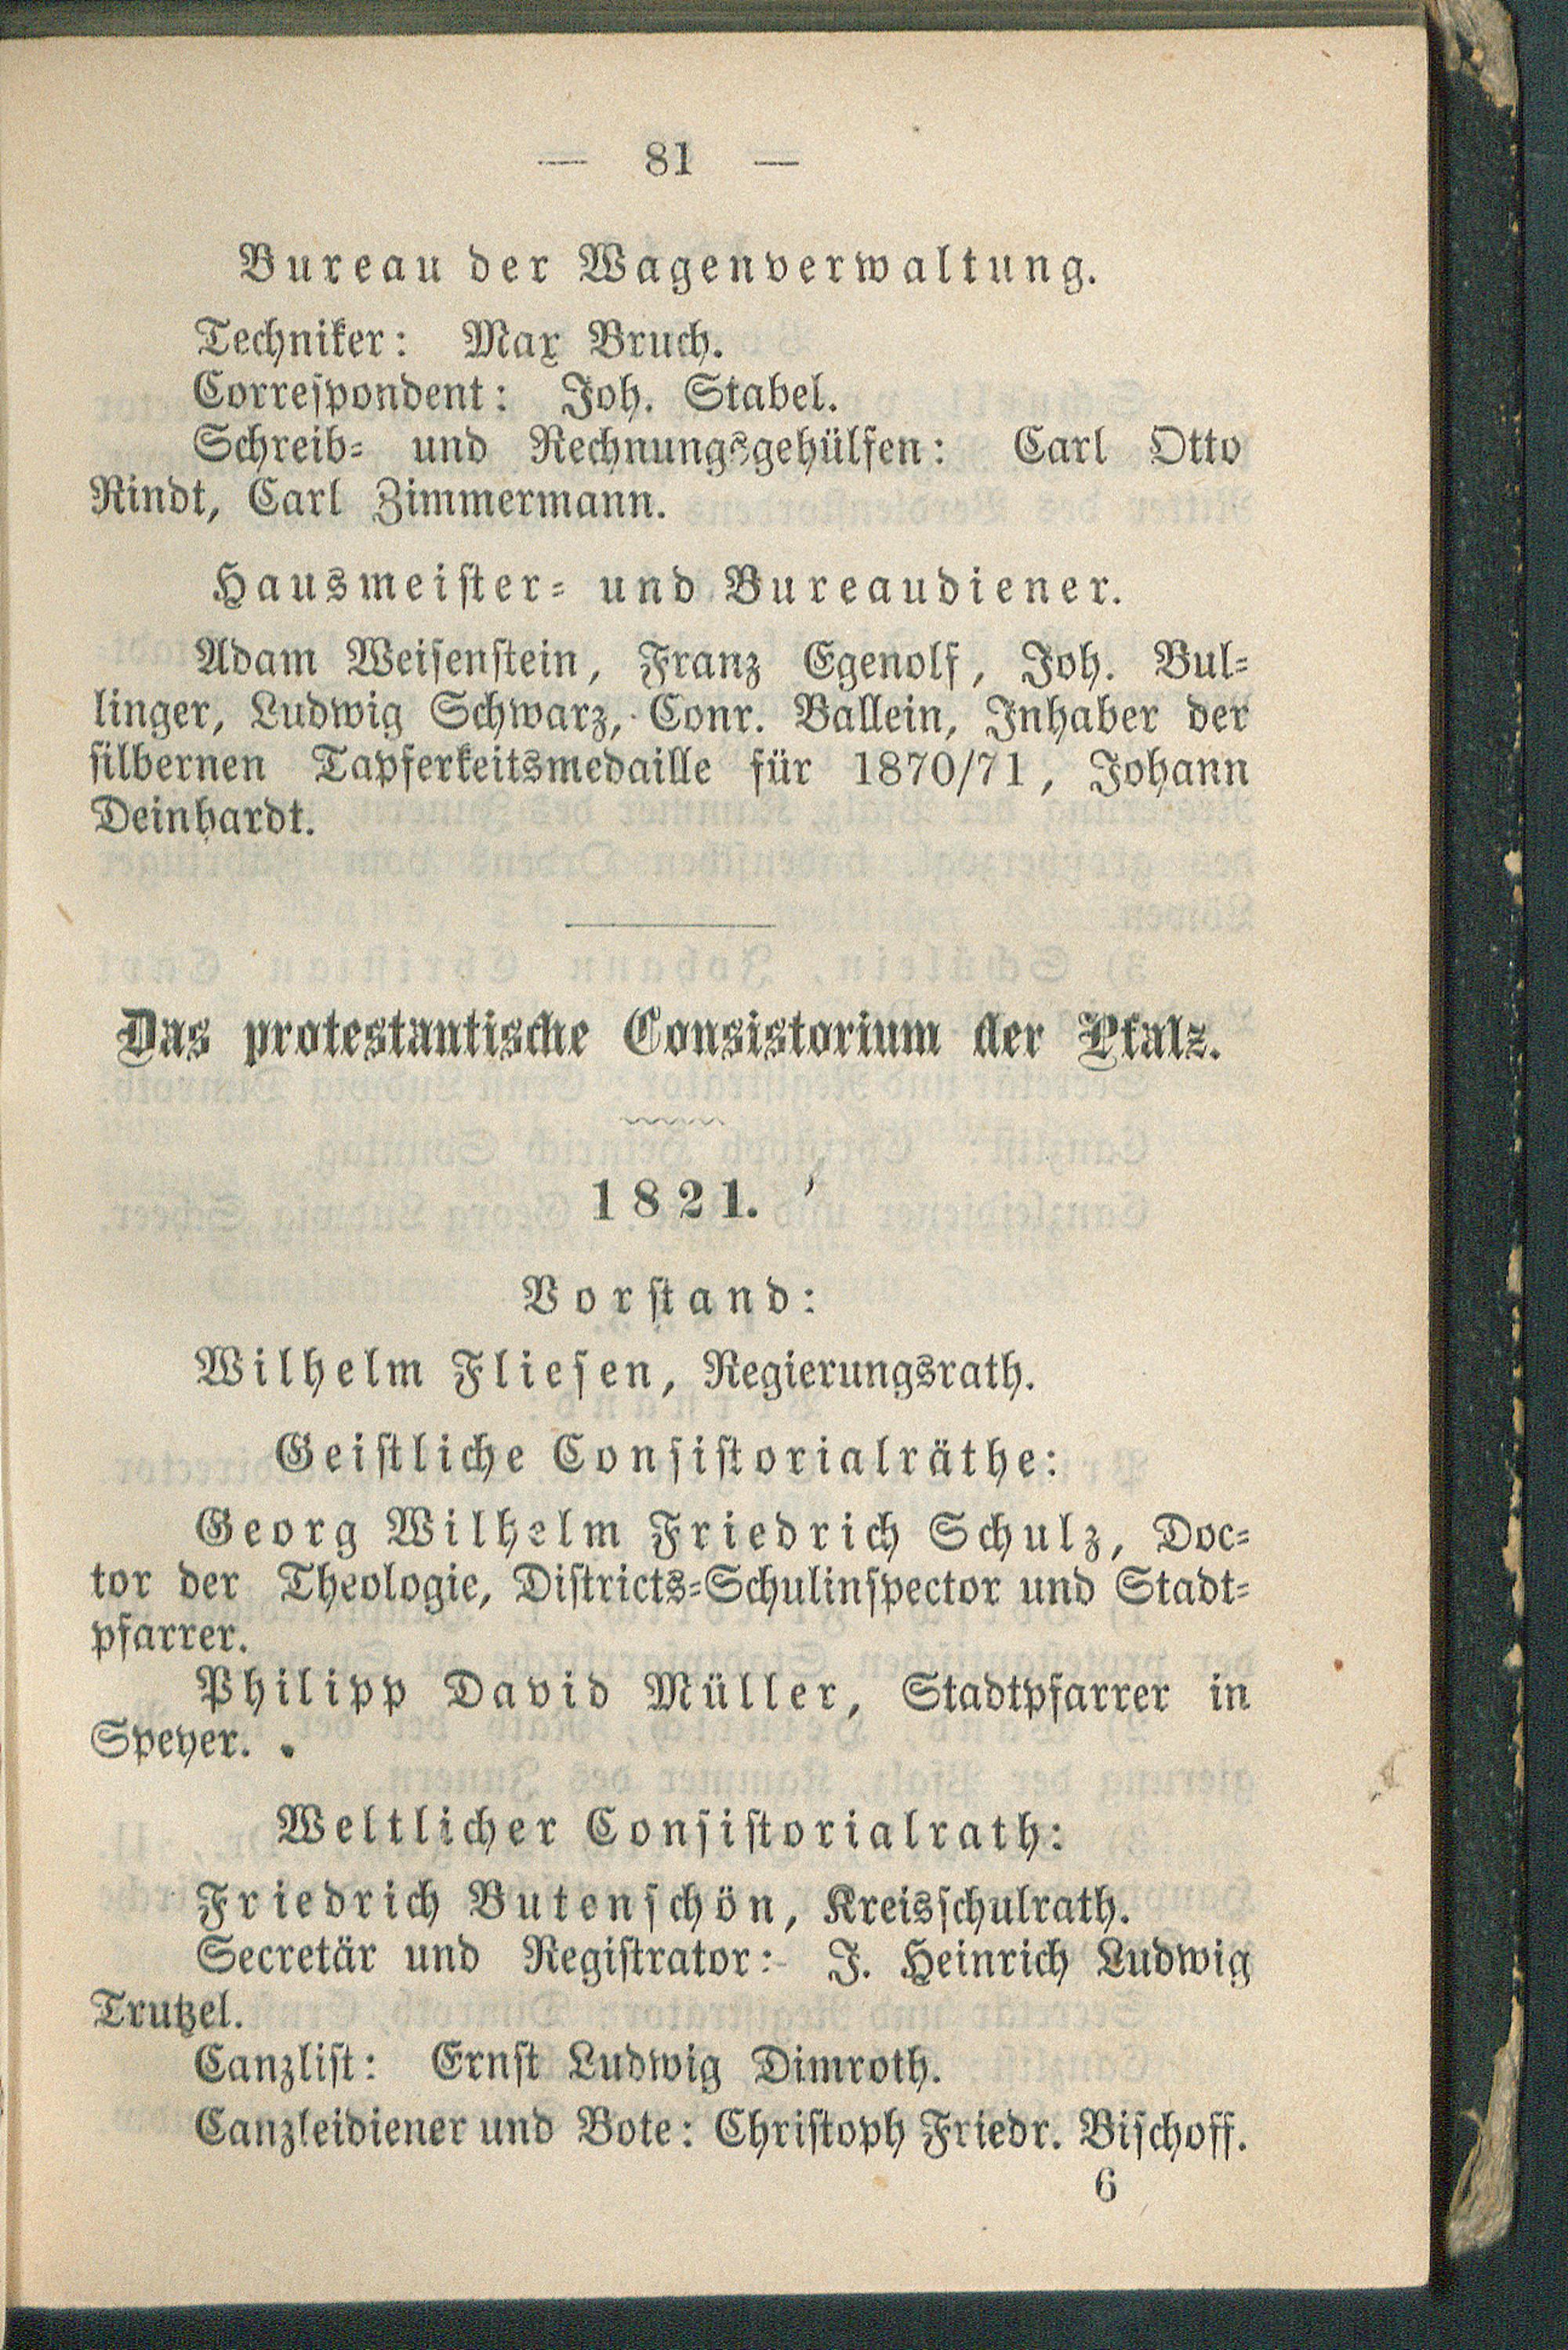 — 81 —
Bureau der Wagenverwaltung.
Techniker: Max Bruch.
Correspondent: Joh. Stabel.
Schreib- und Rechnungsgehülfen: Carl Otto
Rindt, Carl Zimmermann.
Hausmeister- und Bureaudiener.
Adam Weisenstein, Franz Egenolf, Joh. Bul-
linger, Ludwig Schwarz, Conr. Ballein, Inhaber der
silbernen Tapferkeitsmedaille für 1870/71, Johann
Deinhardt.
Das protestantische Consistorium der Pfalz.
1821.
Vorstand:
Wilhelm Fliesen, Regierungsrath.
Geistliche Consistorialräthe:
Georg Wilhelm Friedrich Schulz, Doc-
tor der Theologie, Districts-Schulinspector und Stadt-
pfarrer.
Philipp David Müller, Stadtpfarrer in
Speyer.
Weltlicher Consistorialrath:
Friedrich Butenschön, Kreisschulrath.
Secretär und Registrator: J. Heinrich Ludwig
Trutzel.
Canzlist: Ernst Ludwig Dimroth.
Canzleidiener und Bote: Christoph Friedr. Bischoff.
6